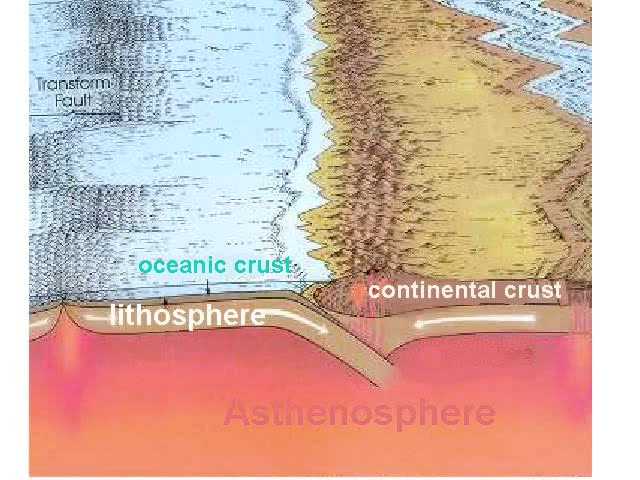 Transform
Fault
oceanic crust
continental crust
lithosphere
Asthenosphere